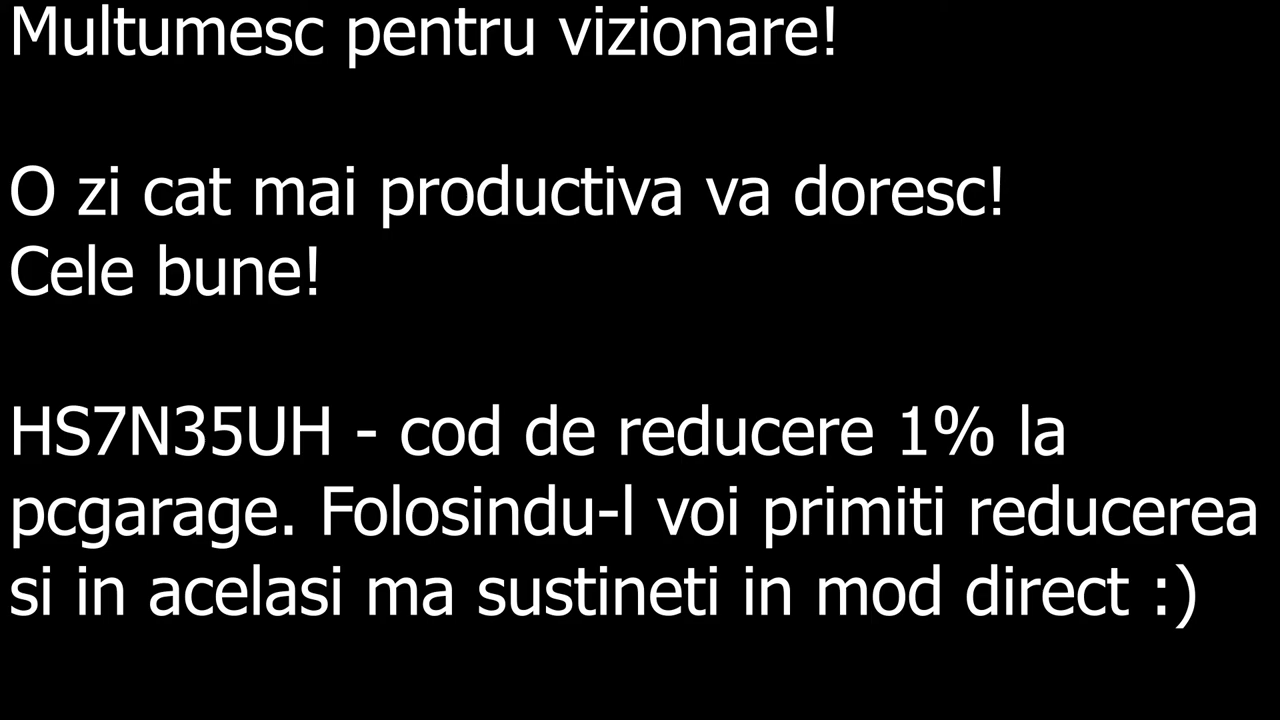 Multumesc pentru vizionare!
O zi cat mai productiva va doresc!
Cele bune!
HS7N35UH - cod de reducere 1% la
pcgarage. Folosindu-l voi primiti reducerea
si in acelasi ma sustineti in mod direct :)